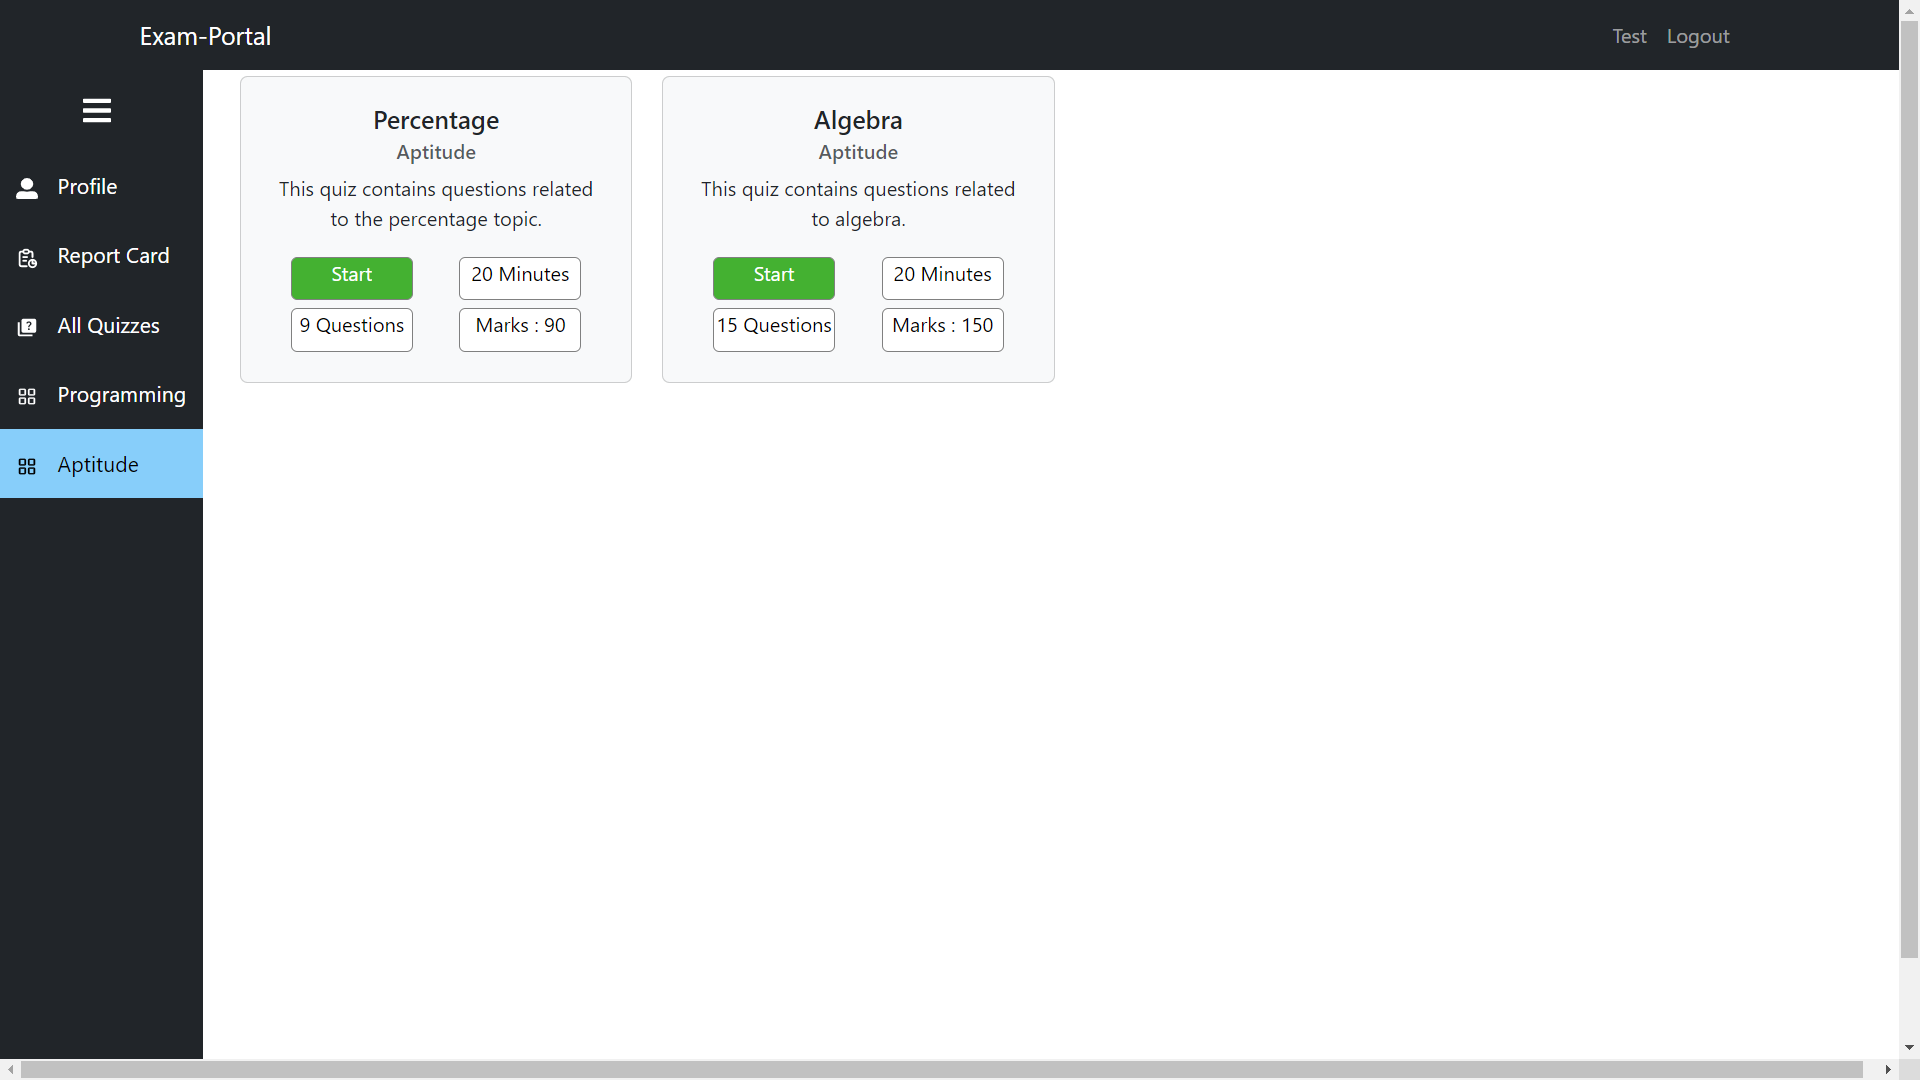 Exam-Portal
Test
Logout
Profile
Report Card
All Quizzes
Programming
Aptitude
Percentage
Aptitude
This quiz contains questions related
to the percentage topic.
Start
20 Minutes
9 Questions
Marks : 90
Algebra
Aptitude
This quiz contains questions related
to algebra.
Start
20 Minutes
15 Questions
Marks : 150